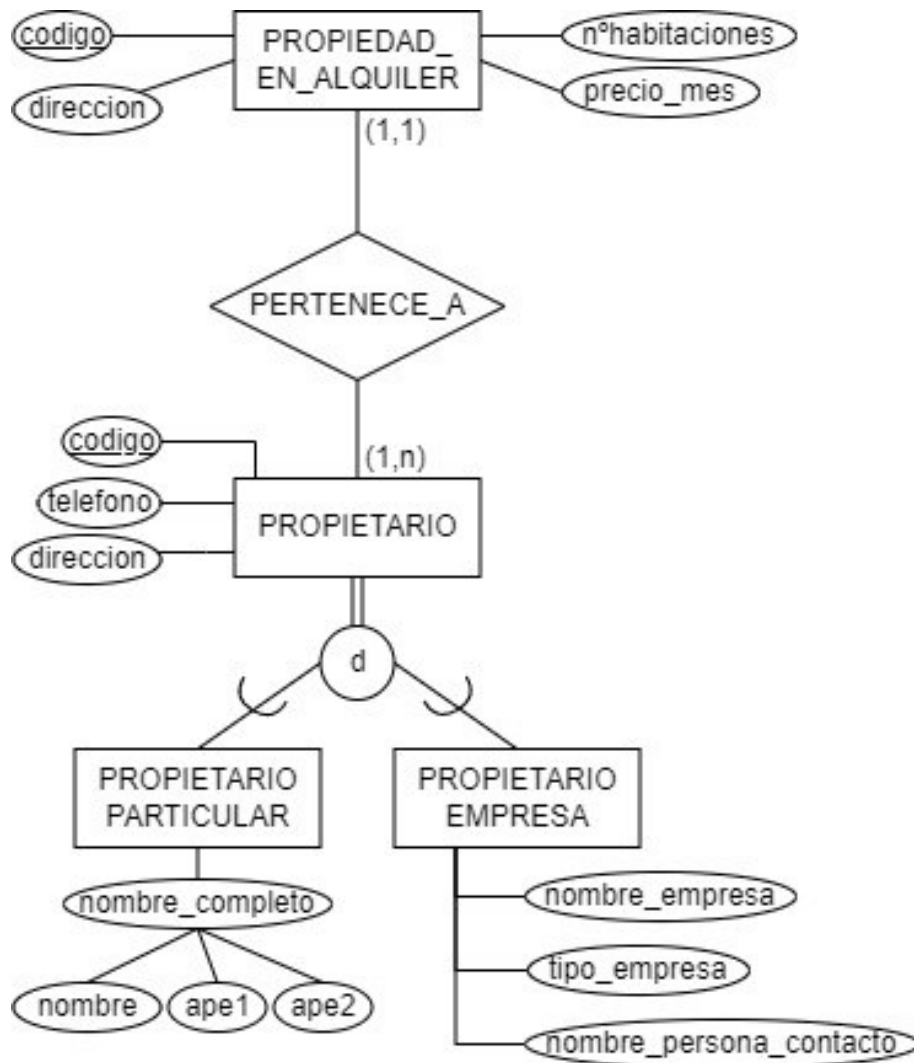 codigo
PROPIEDAD_
EN_ALQUILER
nºhabitaciones
direccion
precio_mes
(1,1)
PERTENECE_A
codigo
(1,n)
telefono
PROPIETARIO
direccion
d
PROPIETARIO
PARTICULAR
PROPIETARIO
EMPRESA
nombre_completo
nombre_empresa
tipo_empresa
nombre
ape1
ape2
nombre_persona_contacto